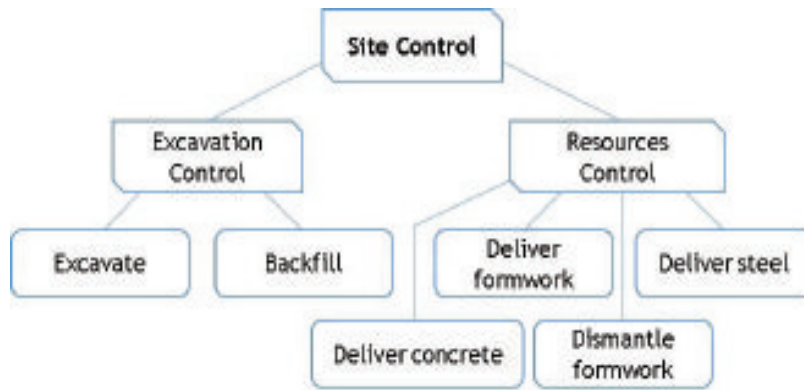 Site Control
Excavation
Control
Resources
Control
Excavate
Backfill
Deliver
formwork
Deliver steel
Deliver concrete
Dismantle
formwork